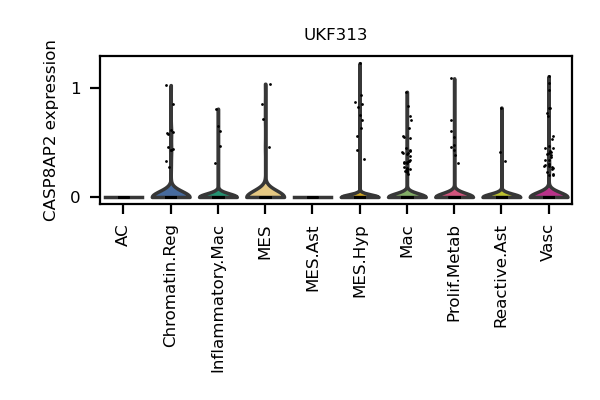 UKF313
CASP8AP2 expression
1
0
AC
Chromatin.Reg
Inflammatory.Mac
MES
MES.Ast
MES.Hyp
Mac
Prolif.Metab
Reactive.Ast
Vasc